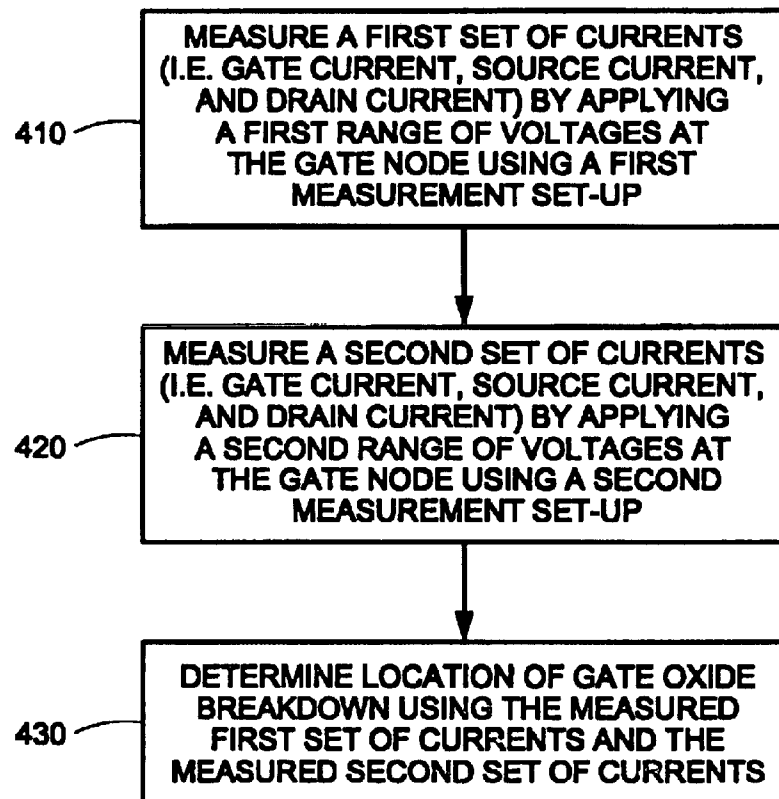 MEASURE A FIRST SET OF CURRENTS
(I.E. GATE CURRENT, SOURCE CURRENT,
AND DRAIN CURRENT) BY APPLYING
A FIRST RANGE OF VOLTAGES AT
THE GATE NODE USING A FIRST
MEASUREMENT SET-UP
410
MEASURE A SECOND SET OF CURRENTS
(I.E. GATE CURRENT, SOURCE CURRENT,
AND DRAIN CURRENT) BY APPLYING
A SECOND RANGE OF VOLTAGES AT
THE GATE NODE USING A SECOND
MEASUREMENT SET-UP
420
DETERMINE LOCATION OF GATE OXIDE
BREAKDOWN USING THE MEASURED
FIRST SET OF CURRENTS AND THE
MEASURED SECOND SET OF CURRENTS
430